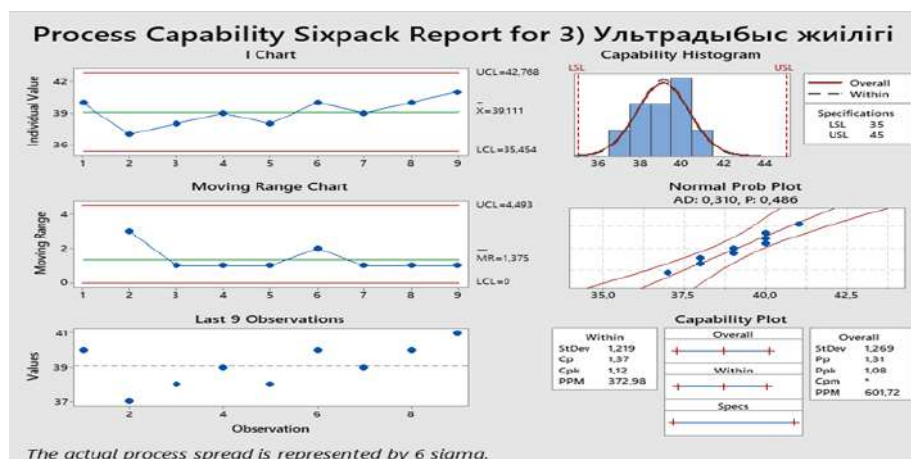 Process Capability Sixpack Report for 3) Ультрадыбыс жиілігі
I Chart
Individual Value
42
39
36
1 2 3 4 5 6 7 8 9
UCL=42,768
X=39,111
LCL=35,454
Moving Range Chart
Moving Range
4
2
0
1 2 3 4 5 6 7 8 9
UCL=4,493
MR=1,375
LCL=0
Last 9 Observations
Values
41
39
37
2 4 6 8
Observation
Capability Histogram
LSL USL
36 38 40 42 44
Overall
Within
Specifications
LSL 35
USL 45
Normal Prob Plot
AD: 0,310, P: 0,486
35,0 37,5 40,0 42,5
Capability Plot
Within
StDev 1,219
Cp 1,37
Cpk 1,12
PPM 372,98
Overall
Within
Specs
Overall
StDev 1,269
Pp 1,31
Ppk 1,08
Cpm *
PPM 601,72
The actual process spread is represented by 6 sigma.